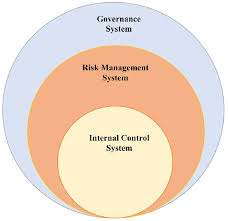 Governance
System
Risk Management
System
Internal Control
System